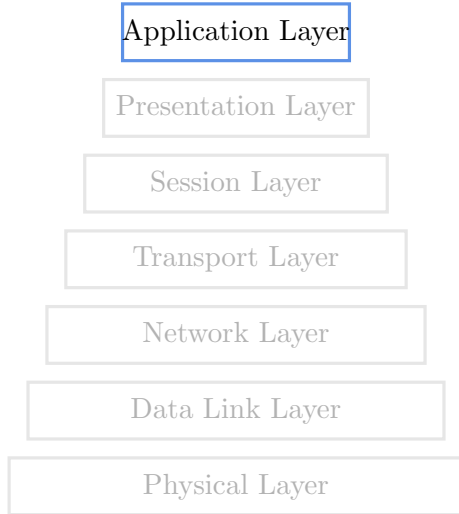 Application Layer
Presentation Layer
Session Layer
Transport Layer
Network Layer
Data Link Layer
Physical Layer